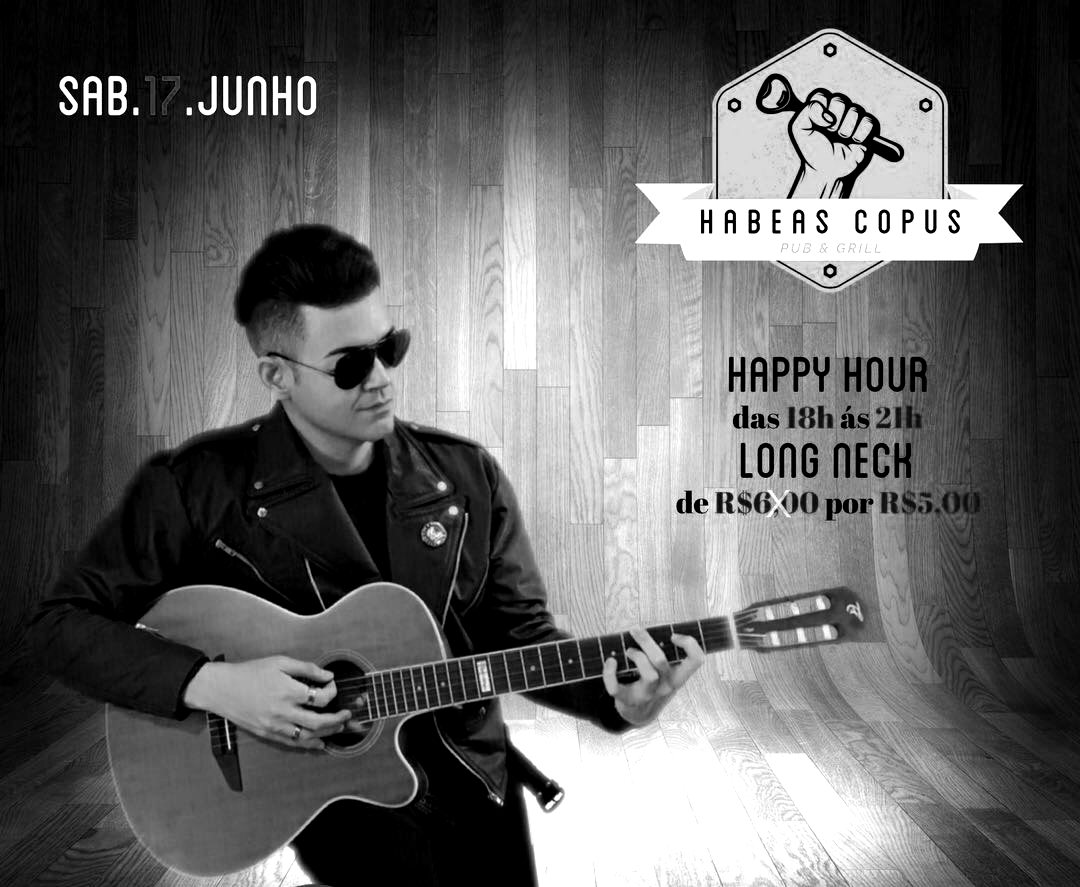 SAB.17.JUNHO
HABEAS COPUS
PUB & GRILL
HAPPY HOUR
das 18h ás 21h
LONG NECK
de R$6,00 por R$5,00